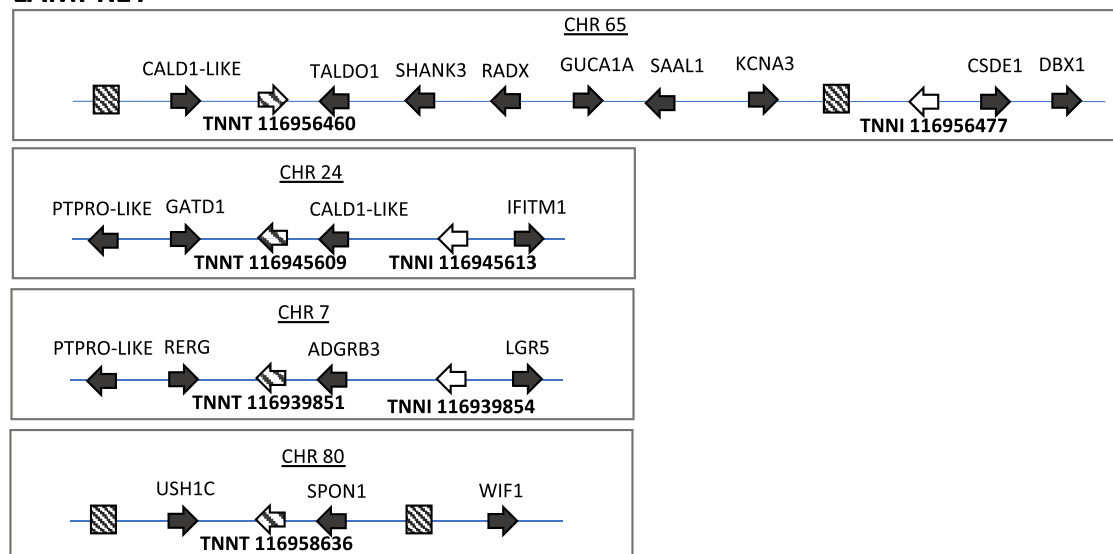 CHR 65
CALD1-LIKE TALDO1 SHANK3 RADX GUCA1A SAAL1 KCNA3 CSDE1 DBX1
TNNT 116956460 TNNI 116956477
CHR 24
PTPRO-LIKE GATD1 CALD1-LIKE IFITM1
TNNT 116945609 TNNI 116945613
CHR 7
PTPRO-LIKE RERG ADGRB3 LGR5
TNNT 116939851 TNNI 116939854
CHR 80
USH1C SPON1 WIF1
TNNT 116958636